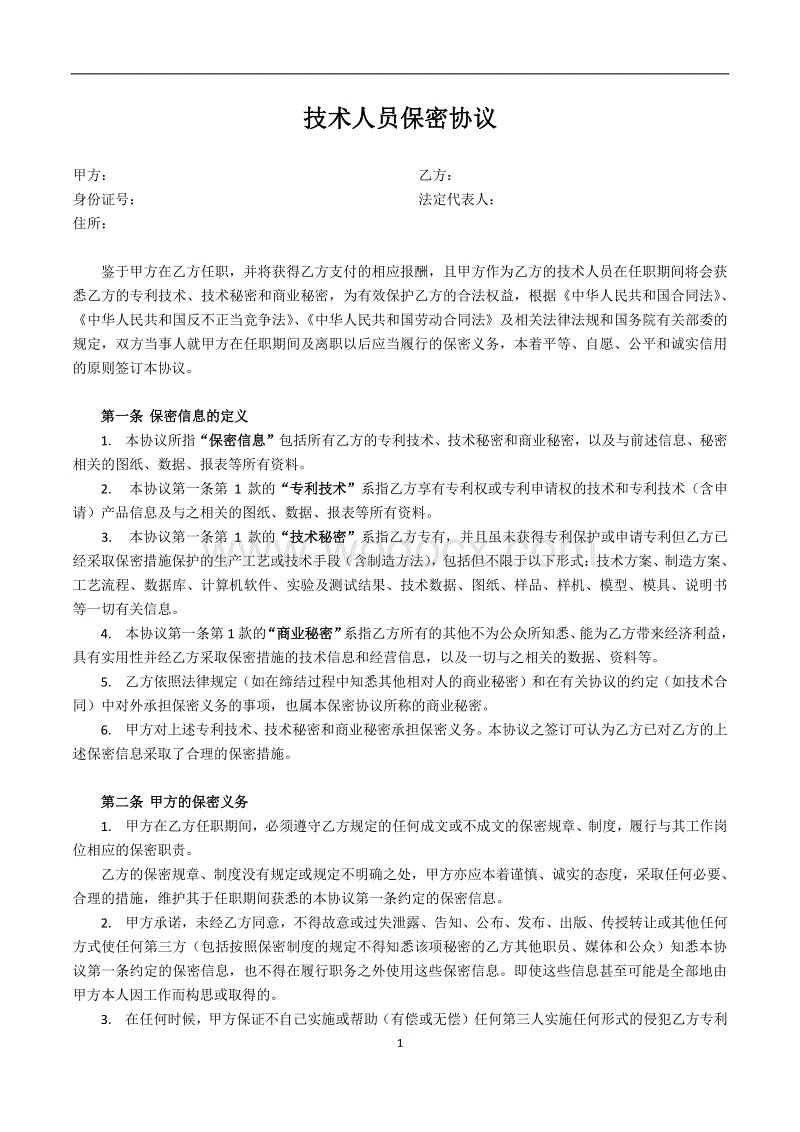 技术人员保密协议
甲方：	乙方：
身份证号：	法定代表人：
住所：
鉴于甲方在乙方任职，并将获得乙方支付的相应报酬，且甲方作为乙方的技术人员在任职期间将会获
悉乙方的专利技术、技术秘密和商业秘密，为有效保护乙方的合法权益，根据《中华人民共和国合同法》、
《中华人民共和国反不正当竞争法》、《中华人民共和国劳动合同法》及相关法律法规和国务院有关部委的
规定，双方当事人就甲方在任职期间及离职以后应当履行的保密义务，本着平等、自愿、公平和诚实信用
的原则签订本协议。
第一条 保密信息的定义
1. 本协议所指“保密信息”包括所有乙方的专利技术、技术秘密和商业秘密，以及与前述信息、秘密
相关的图纸、数据、报表等所有资料。
2. 本协议第一条第 1 款的“专利技术”系指乙方享有专利权或专利申请权的技术和专利技术（含申
请）产品信息及与之相关的图纸、数据、报表等所有资料。
3. 本协议第一条第 1 款的“技术秘密”系指乙方专有，并且虽未获得专利保护或申请专利但乙方已
经采取保密措施保护的生产工艺或技术手段（含制造方法），包括但不限于以下形式：技术方案、制造方案、
工艺流程、数据库、计算机软件、实验及测试结果、技术数据、图纸、样品、样机、模型、模具、说明书
等一切有关信息。
4. 本协议第一条第 1 款的“商业秘密”系指乙方所有的其他不为公众所知悉、能为乙方带来经济利益，
具有实用性并经乙方采取保密措施的技术信息和经营信息，以及一切与之相关的数据、资料等。
5. 乙方依照法律规定（如在缔结过程中知悉其他相对人的商业秘密）和在有关协议的约定（如技术合
同）中对外承担保密义务的事项，也属本保密协议所称的商业秘密。
6. 甲方对上述专利技术、技术秘密和商业秘密承担保密义务。本协议之签订可认为乙方已对乙方的上
述保密信息采取了合理的保密措施。
第二条 甲方的保密义务
1. 甲方在乙方任职期间，必须遵守乙方规定的任何成文或不成文的保密规章、制度，履行与其工作岗
位相应的保密职责。
乙方的保密规章、制度没有规定或规定不明确之处，甲方亦应本着谨慎、诚实的态度，采取任何必要、
合理的措施，维护其于任职期间获悉的本协议第一条约定的保密信息。
2. 甲方承诺，未经乙方同意，不得故意或过失泄露、告知、公布、发布、出版、传授转让或其他任何
方式使任何第三方（包括按照保密制度的规定不得知悉该项秘密的乙方其他职员、媒体和公众）知悉本协
议第一条约定的保密信息，也不得在履行职务之外使用这些保密信息。即使这些信息甚至可能是全部地由
甲方本人因工作而构思或取得的。
3. 在任何时候，甲方保证不自己实施或帮助（有偿或无偿）任何第三人实施任何形式的侵犯乙方专利
1
www.wodocx.com